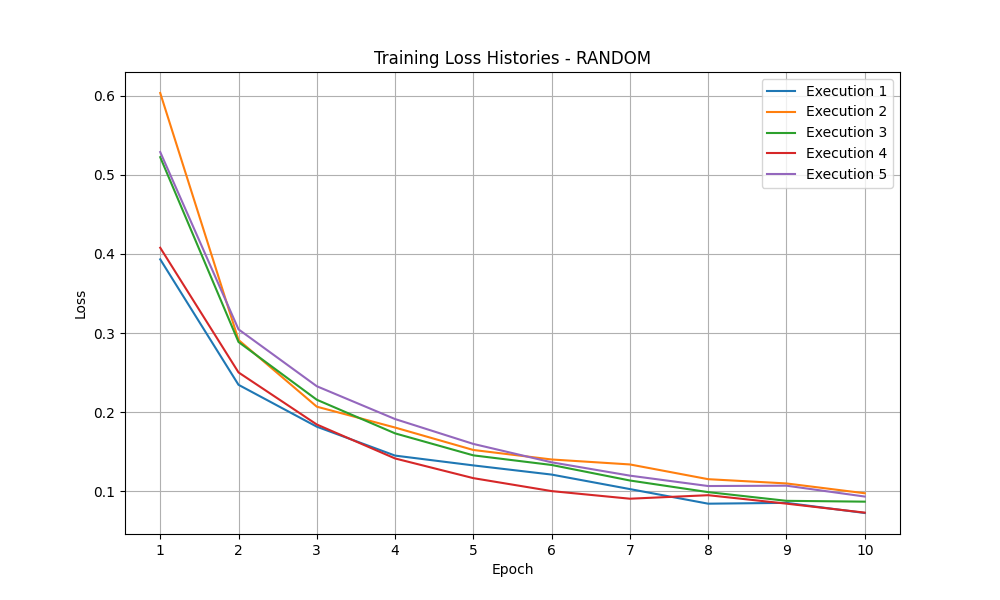 Training Loss Histories - RANDOM
Execution 1
Execution 2
Execution 3
Execution 4
Execution 5
0.6
0.5
0.4
0.3
0.2
0.1
Loss
1 2 3 4 5 6 7 8 9 10
Epoch